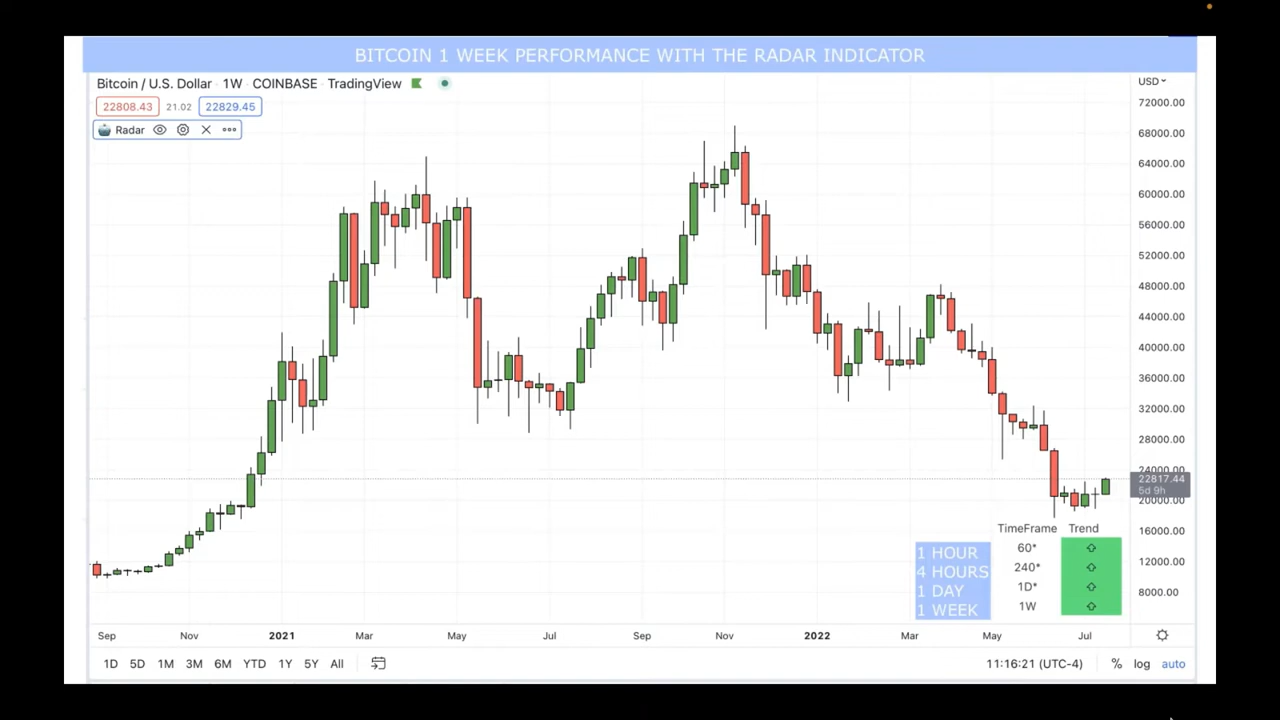 BITCOIN 1 WEEK PERFORMANCE WITH THE RADAR INDICATOR
Bitcoin / U.S. Dollar · 1W · COINBASE · TradingView
USD
22808.43 21.02 22829.45
Radar
72000.00
68000.00
64000.00
60000.00
56000.00
52000.00
48000.00
44000.00
40000.00
36000.00
32000.00
28000.00
24000.00
22817.44
5d 9h
20000.00
16000.00
12000.00
8000.00
TimeFrame Trend
1 HOUR 60*
4 HOURS 240*
1 DAY 1D*
1 WEEK 1W
Sep Nov 2021 Mar May Jul Sep Nov 2022 Mar May Jul
1D 5D 1M 3M 6M YTD 1Y 5Y All 11:16:21 (UTC-4) % log auto